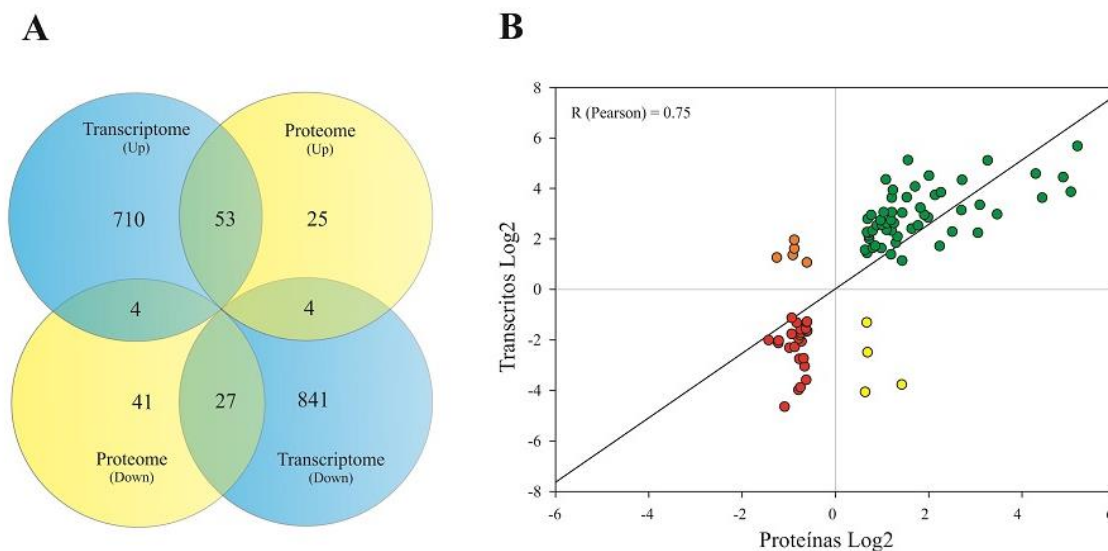 A
Transcriptome
(Up)
Proteome
(Up)
710
53
25
4
4
41
27
841
Proteome
(Down)
Transcriptome
(Down)
B
R (Pearson) = 0.75
Transcritos Log2
8
6
4
2
0
-2
-4
-6
-8
-6
-4
-2
0
2
4
6
Proteínas Log2